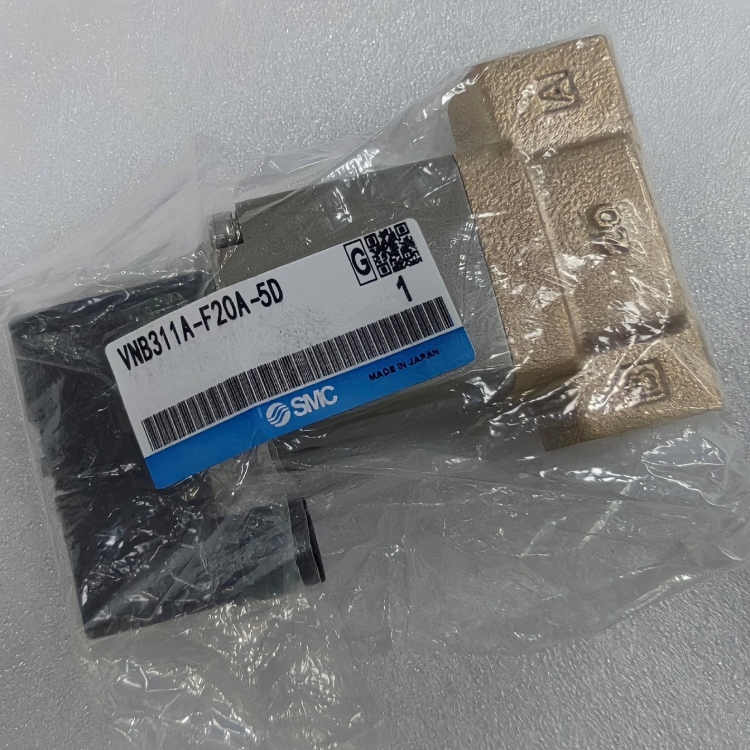 G
VNB311A-F20A-5D
1
SMC
MADE IN JAPAN
A